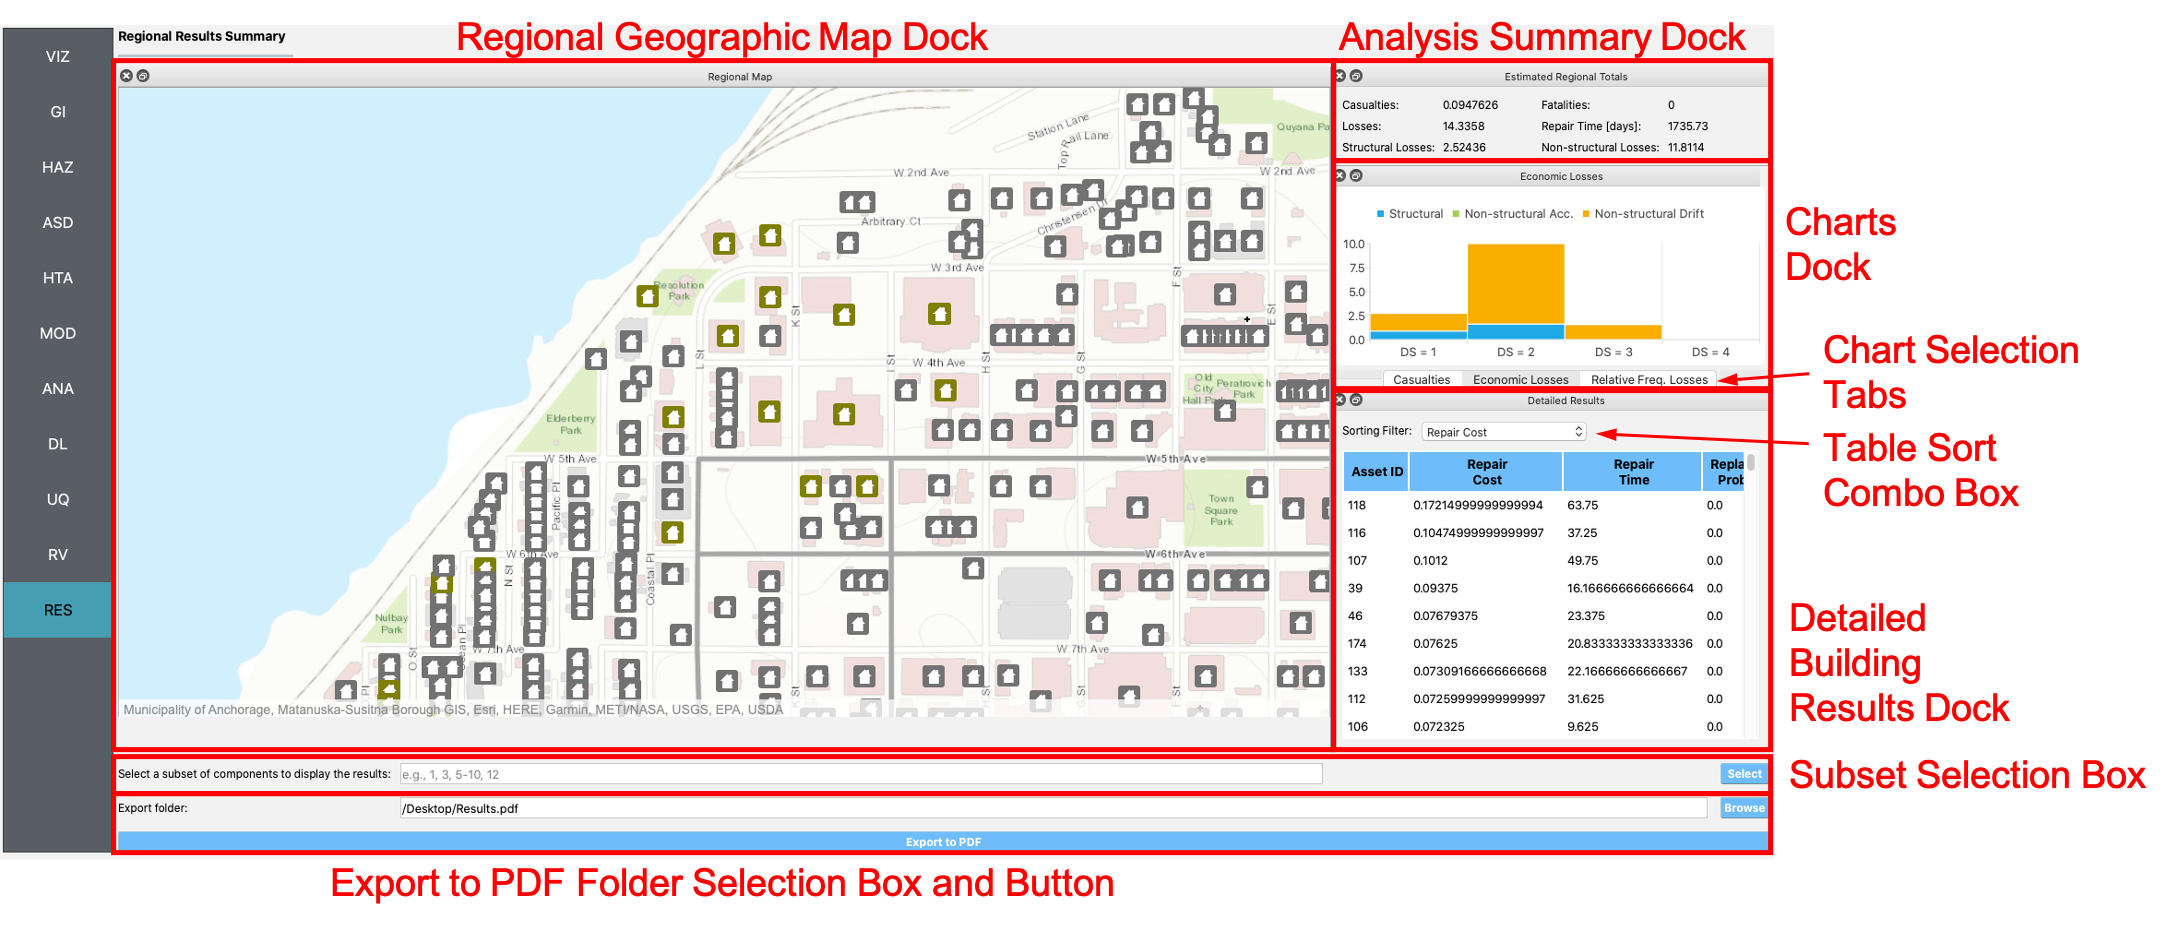 Regional Geographic Map Dock
Analysis Summary Dock
Regional Results Summary
VIZ
GI
HAZ
ASD
HTA
MOD
ANA
DL
UQ
RV
RES
Regional Map
Station Lane
Top Rail Lane
Quyana Pa
W 2nd Ave
W 2nd Ave
Arbitrary Ct
Christensen Dr
W 3rd Ave
Resolution
Park
K St
F St
E St
L St
I St
H St
G St
W 4th Ave
Old
City
Hall Park
Peratrovich
Park
Elderberry
Park
W 5th Ave
W 5th Ave
Pacific Pl
Town
Square
Park
W 6th Ave
W 6th Ave
N St
Coastal Pl
Nulbay
Park
O St
W 7th Ave
W 7th Ave
Pl
K St
H St
G St
F St
Municipality of Anchorage, Matanuska-Susitna Borough GIS, Esri, HERE, Garmin, METI/NASA, USGS, EPA, USDA
Estimated Regional Totals
Casualties: 0.0947626 Fatalities: 0
Losses: 14.3358 Repair Time [days]: 1735.73
Structural Losses: 2.52436 Non-structural Losses: 11.8114
Economic Losses
Structural Non-structural Acc. Non-structural Drift
10.0
7.5
5.0
2.5
0.0
DS = 1 DS = 2 DS = 3 DS = 4
Casualties Economic Losses Relative Freq. Losses
Detailed Results
Sorting Filter: Repair Cost
Asset ID Repair Repair Repla
Cost Time Prob
118 0.17214999999999994 63.75 0.0
116 0.10474999999999997 37.25 0.0
107 0.1012 49.75 0.0
39 0.09375 16.166666666666664 0.0
46 0.07679375 23.375 0.0
174 0.07625 20.833333333333336 0.0
133 0.07309166666666668 22.16666666666667 0.0
112 0.07259999999999997 31.625 0.0
106 0.072325 9.625 0.0
Charts
Dock
Chart Selection
Tabs
Table Sort
Combo Box
Detailed
Building
Results Dock
Select a subset of components to display the results: e.g., 1, 3, 5-10, 12 Select
Subset Selection Box
Export folder: /Desktop/Results.pdf Browse
Export to PDF
Export to PDF Folder Selection Box and Button